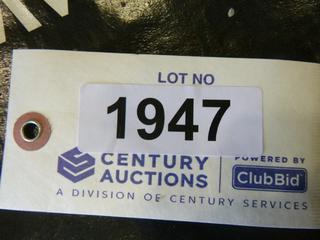 LOT NO
1947
CENTURY AUCTIONS
POWERED BY
ClubBid
A DIVISION OF CENTURY SERVICES